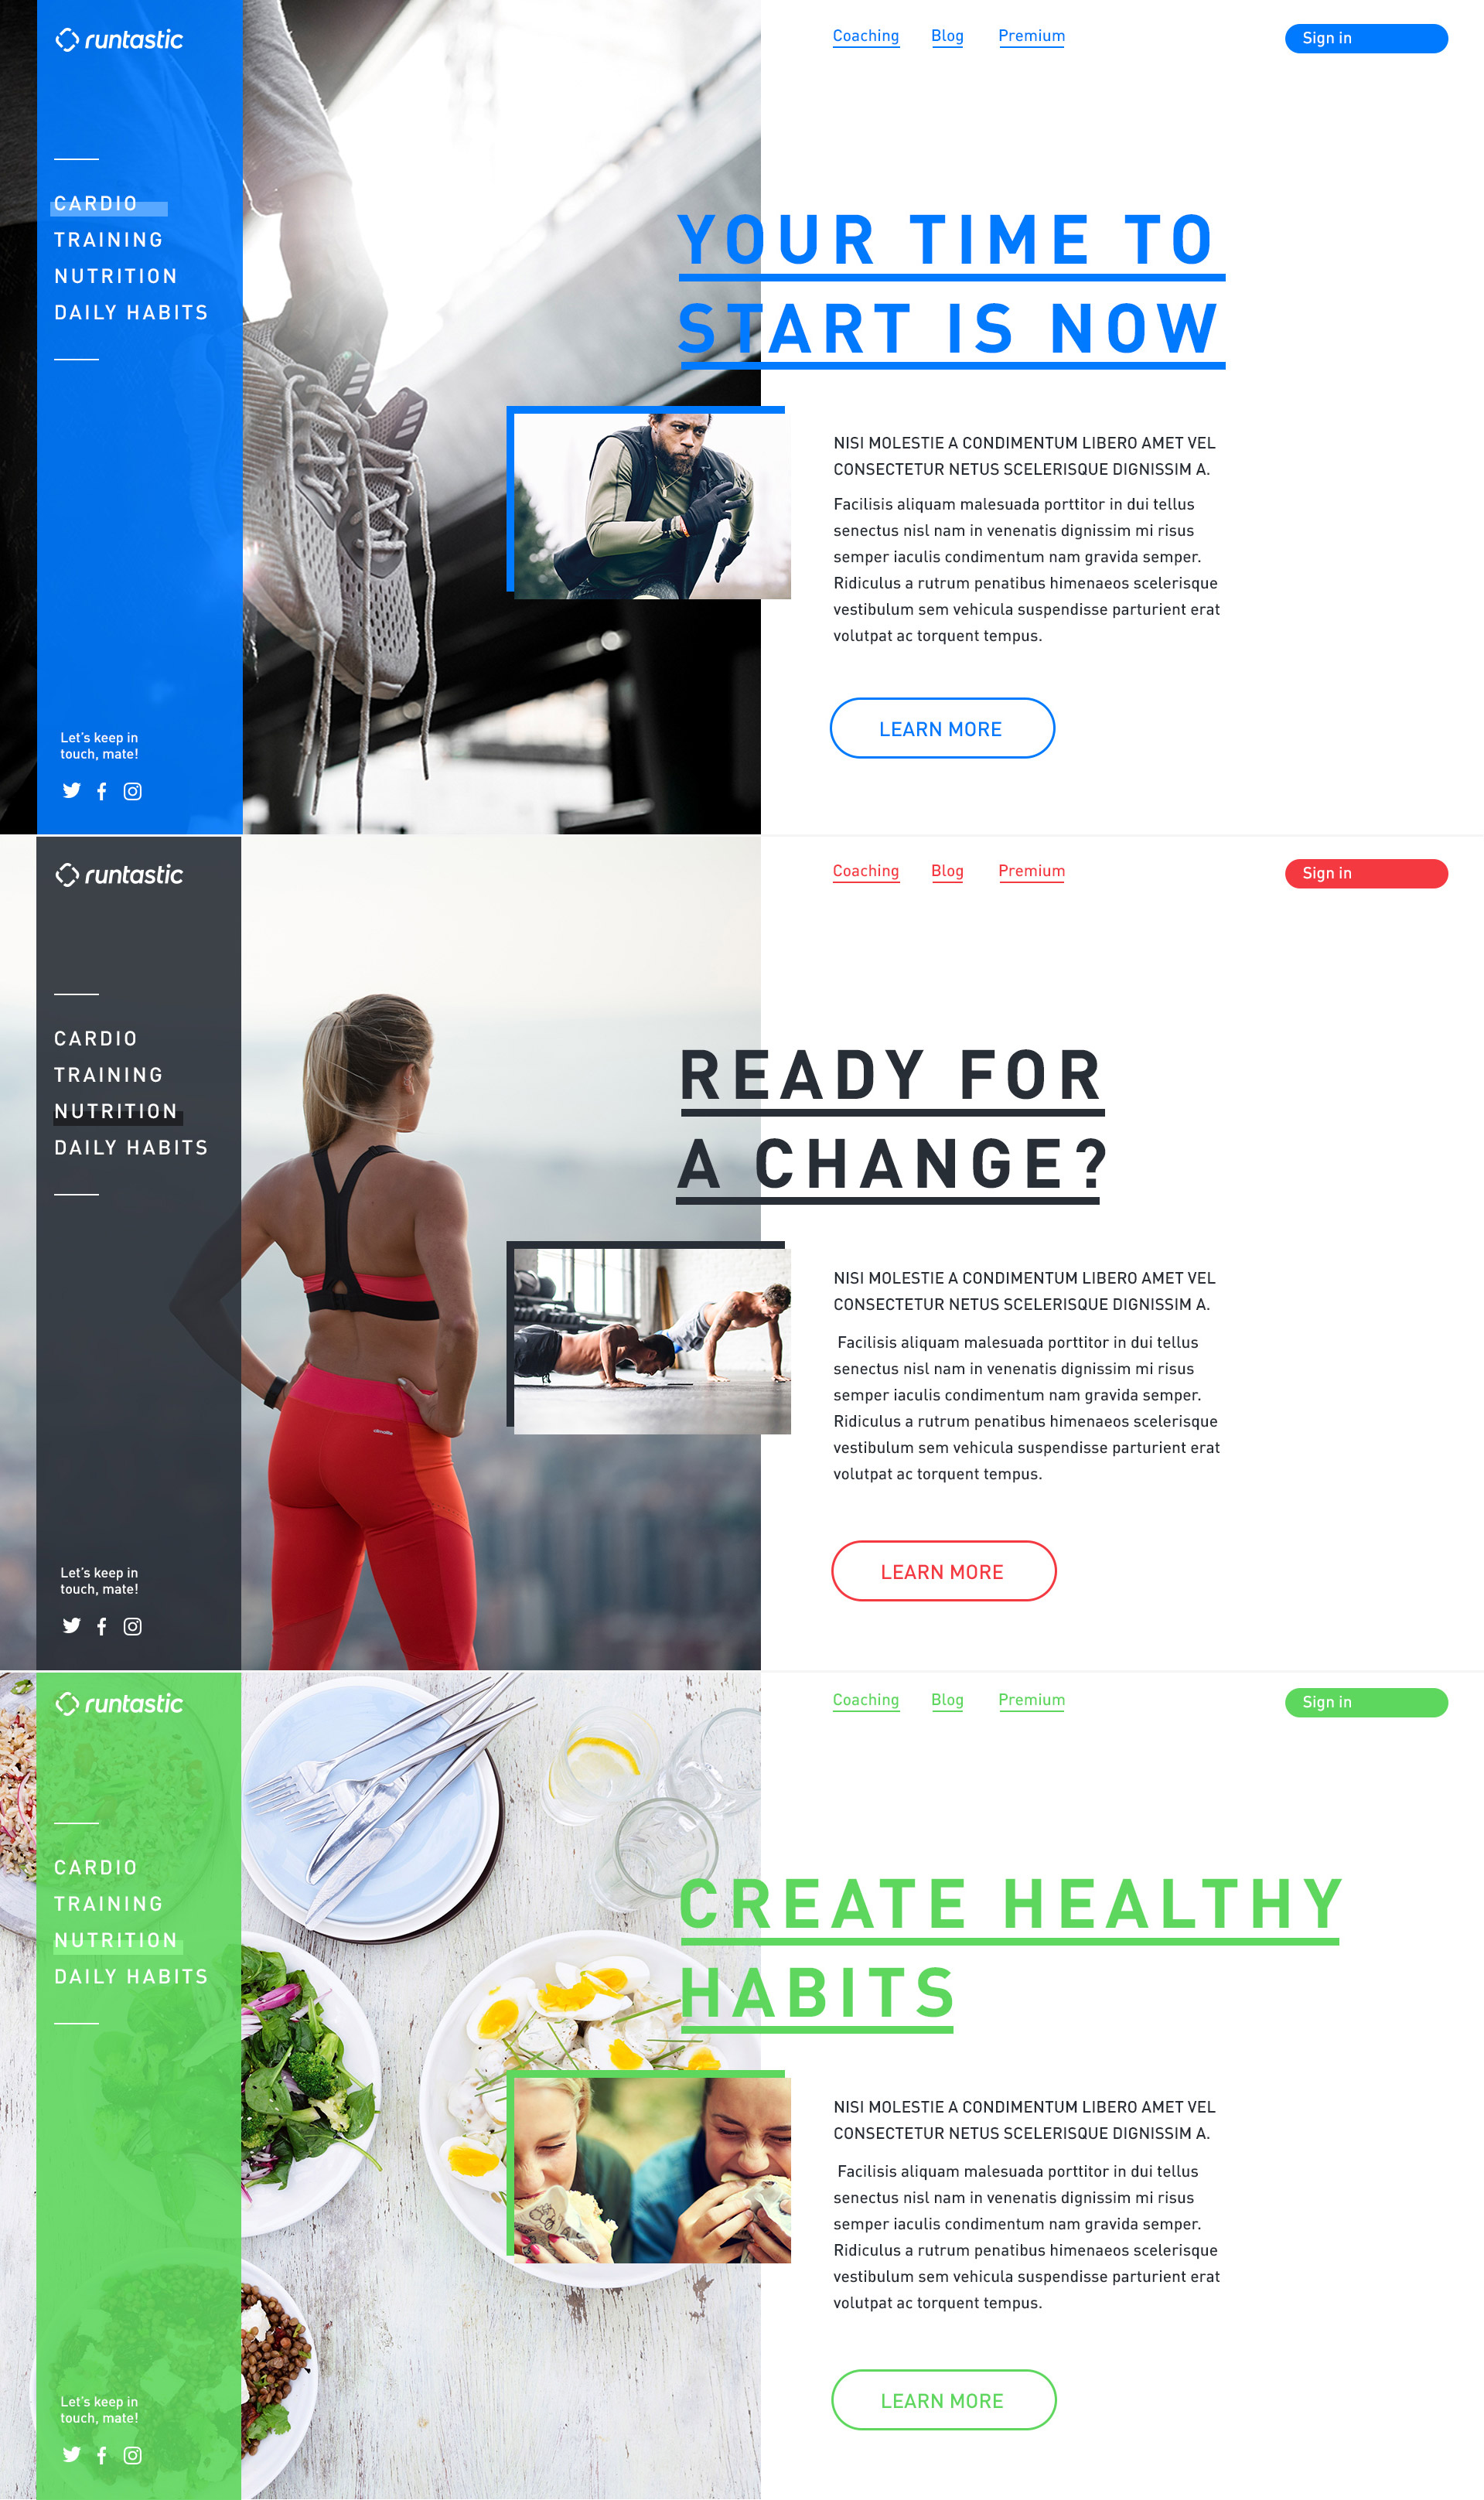 runtastic
Coaching Blog Premium
Sign in
CARDIO
TRAINING
NUTRITION
DAILY HABITS
YOUR TIME TO
START IS NOW
NISI MOLESTIE A CONDIMENTUM LIBERO AMET VEL
CONSECTETUR NETUS SCELERISQUE DIGNISSIM A.
Facilisis aliquam malesuada porttitor in dui tellus
senectus nisl nam in venenatis dignissim mi risus
semper iaculis condimentum nam gravida semper.
Ridiculus a rutrum penatibus himenaeos scelerisque
vestibulum sem vehicula suspendisse parturient erat
volutpat ac torquent tempus.
LEARN MORE
Let's keep in
touch, mate!
runtastic
Coaching Blog Premium
Sign in
CARDIO
TRAINING
NUTRITION
DAILY HABITS
READY FOR
A CHANGE?
NISI MOLESTIE A CONDIMENTUM LIBERO AMET VEL
CONSECTETUR NETUS SCELERISQUE DIGNISSIM A.
Facilisis aliquam malesuada porttitor in dui tellus
senectus nisl nam in venenatis dignissim mi risus
semper iaculis condimentum nam gravida semper.
Ridiculus a rutrum penatibus himenaeos scelerisque
vestibulum sem vehicula suspendisse parturient erat
volutpat ac torquent tempus.
LEARN MORE
Let's keep in
touch, mate!
runtastic
Coaching Blog Premium
Sign in
CARDIO
TRAINING
NUTRITION
DAILY HABITS
CREATE HEALTHY
HABITS
NISI MOLESTIE A CONDIMENTUM LIBERO AMET VEL
CONSECTETUR NETUS SCELERISQUE DIGNISSIM A.
Facilisis aliquam malesuada porttitor in dui tellus
senectus nisl nam in venenatis dignissim mi risus
semper iaculis condimentum nam gravida semper.
Ridiculus a rutrum penatibus himenaeos scelerisque
vestibulum sem vehicula suspendisse parturient erat
volutpat ac torquent tempus.
LEARN MORE
Let's keep in
touch, mate!